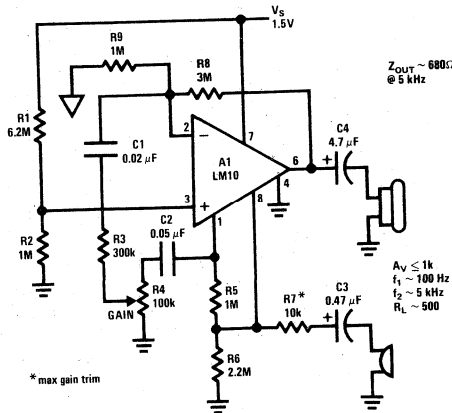 VS
1.5V
R9
1M
R8
3M
ZOUT ~ 680Ω
@ 5 kHz
R1
6.2M
C1
0.02 μF
2
−
7
A1
LM10
6
4
+
C4
4.7 μF
3
+
8
1
C2
0.05 μF
R2
1M
R3
300k
R4
100k
GAIN
R5
1M
R7*
10k
C3
0.47 μF
+
R6
2.2M
AV ≤ 1k
f1 ~ 100 Hz
f2 ~ 5 kHz
RL ~ 500
* max gain trim